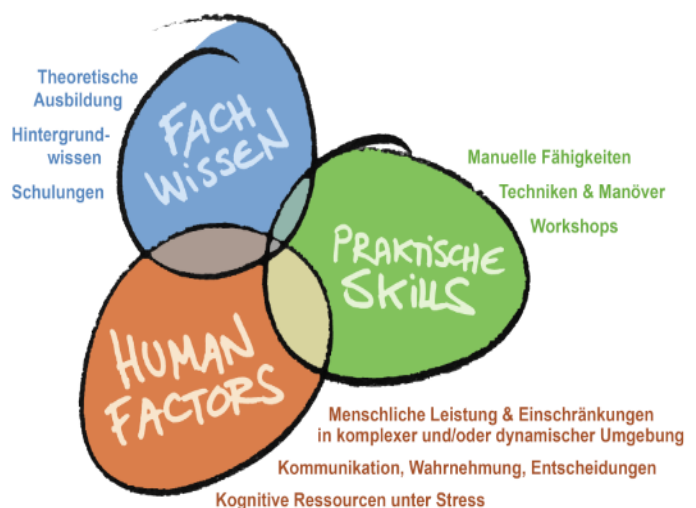 Theoretische
Ausbildung
Hintergrund-
wissen
Schulungen
FACH
WISSEN
Manuelle Fähigkeiten
Techniken & Manöver
Workshops
PRAKTISCHE
SKILLS
HUMAN
FACTORS
Menschliche Leistung & Einschränkungen
in komplexer und/oder dynamischer Umgebung
Kommunikation, Wahrnehmung, Entscheidungen
Kognitive Ressourcen unter Stress